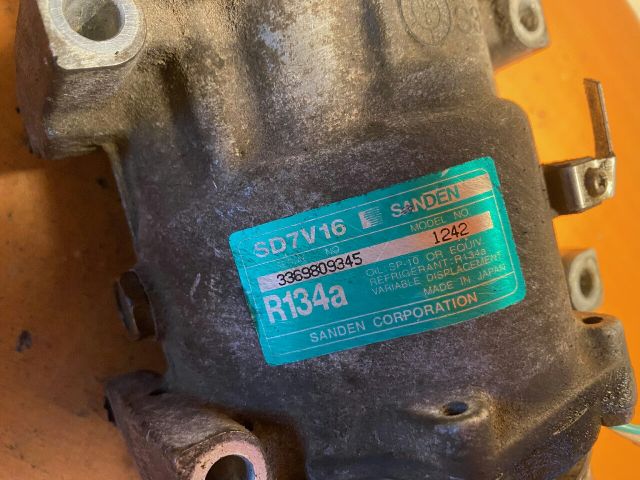 SD7V16 SANDEN
NO MODEL NO
3369809345 1242
R134a
OIL SP-10 OR EQUIV.
REFRIGERANT:R134a
VARIABLE DISPLACEMENT
MADE IN JAPAN
SANDEN CORPORATION